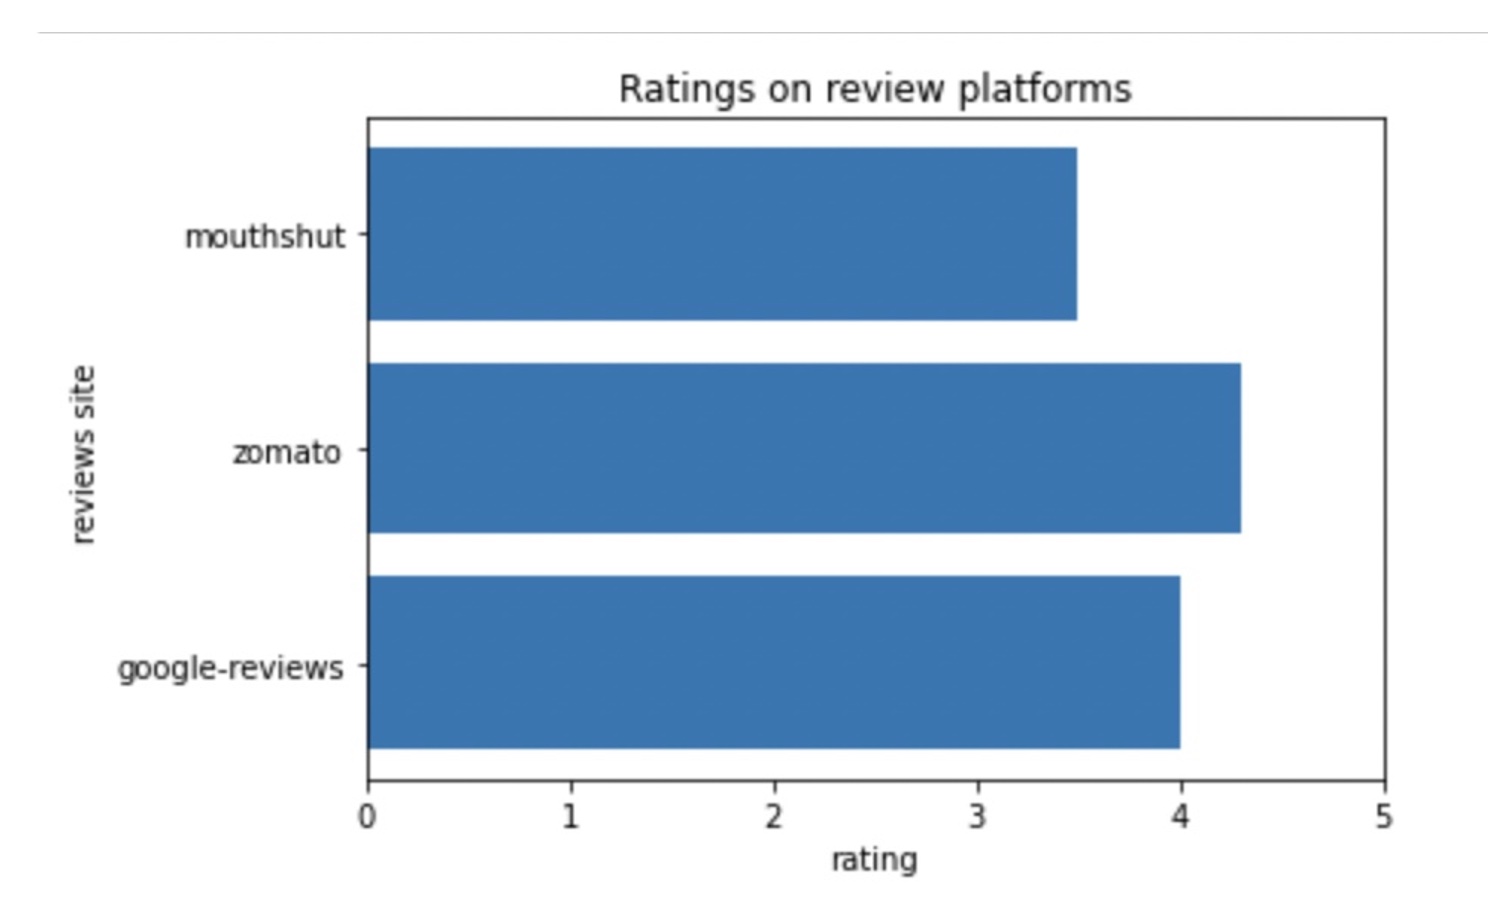 Ratings on review platforms
mouthshut
zomato
google-reviews
reviews site
0 1 2 3 4 5
rating